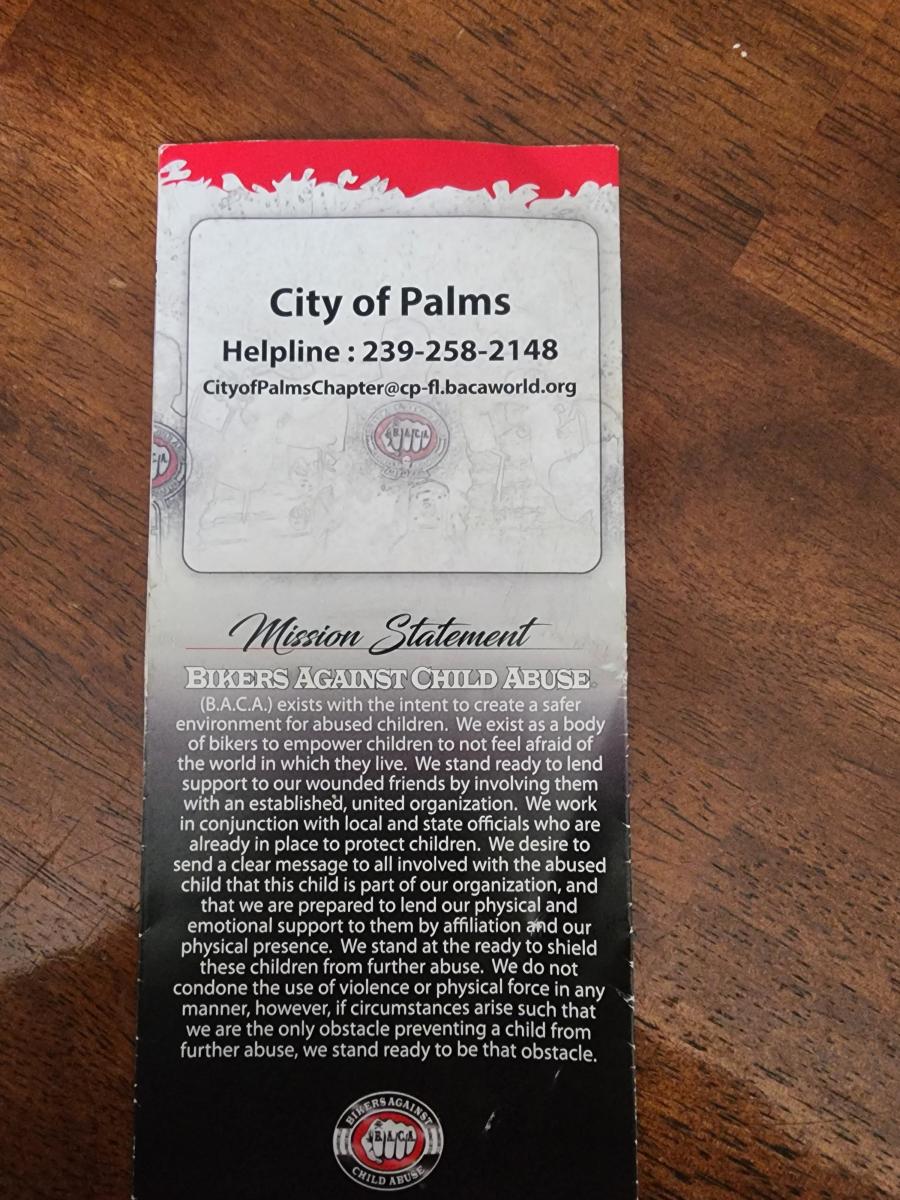 City of Palms
Helpline : 239-258-2148
CityofPalmsChapter@cp-fl.bacaworld.org
B.A.C.A.
Mission Statement
BIKERS AGAINST CHILD ABUSE
(B.A.C.A.) exists with the intent to create a safer
environment for abused children. We exist as a body
of bikers to empower children to not feel afraid of
the world in which they live. We stand ready to lend
support to our wounded friends by involving them
with an established, united organization. We work
in conjunction with local and state officials who are
already in place to protect children. We desire to
send a clear message to all involved with the abused
child that this child is part of our organization, and
that we are prepared to lend our physical and
emotional support to them by affiliation and our
physical presence. We stand at the ready to shield
these children from further abuse. We do not
condone the use of violence or physical force in any
manner, however, if circumstances arise such that
we are the only obstacle preventing a child from
further abuse, we stand ready to be that obstacle.
BIKERS AGAINST
B.A.C.A.
CHILD ABUSE